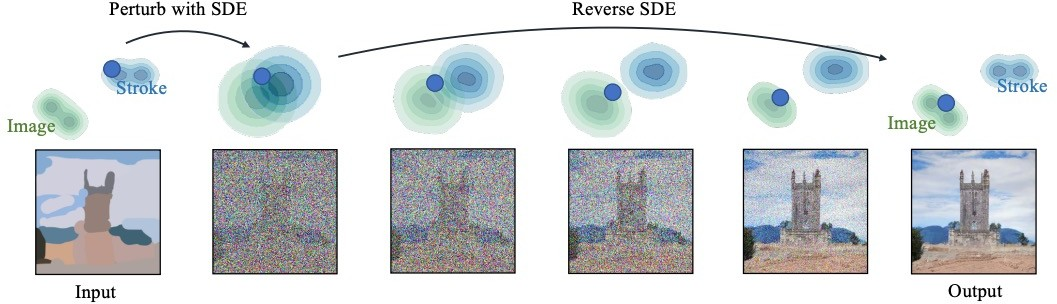 Perturb with SDE
Reverse SDE
Stroke
Image
Stroke
Image
Input
Output